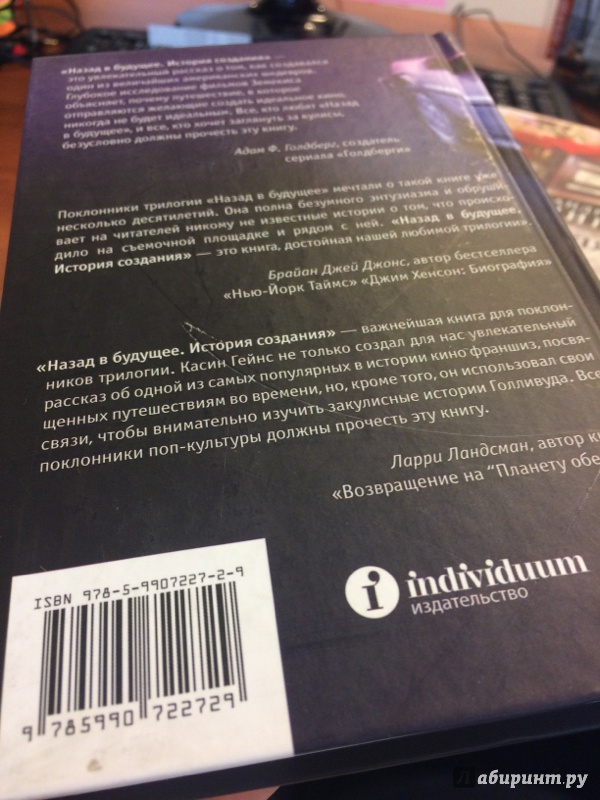 «Назад в будущее. История создания» —
это увлекательный рассказ о том, как создавался
один из величайших американских шедевров.
Глубокое исследование фильмов Земекиса
объясняет, почему путешествие, в которое
отправляются желающие создать идеальное кино,
никогда не будет идеальным. Все, кто любят «Назад
в будущее», и все, кто хочет заглянуть за кулисы,
безусловно должны прочесть эту книгу.
Адам Ф. Голдберг, создатель
сериала «Голдберги»
Поклонники трилогии «Назад в будущее» мечтали о такой книге уже
несколько десятилетий. Она полна безумного энтузиазма и обруши-
вает на читателей никому не известные истории о том, что происхо-
дило на съемочной площадке и рядом с ней. «Назад в будущее.
История создания» — это книга, достойная нашей любимой трилогии».
Брайан Джей Джонс, автор бестселлера
«Нью-Йорк Таймс» «Джим Хенсон: Биография»
«Назад в будущее. История создания» — важнейшая книга для поклон-
ников трилогии. Касин Гейнс не только создал для нас увлекательный
рассказ об одной из самых популярных в истории кино франшиз, посвя-
щенных путешествиям во времени, но, кроме того, он использовал свои
связи, чтобы внимательно изучить закулисные истории Голливуда. Все
поклонники поп-культуры должны прочесть эту книгу.
Ларри Ландсман, автор
«Возвращение на “Планету
ISBN 978-5-9907227-2-9
9 785990 722729
i individuum
издательство
Лабиринт.ру